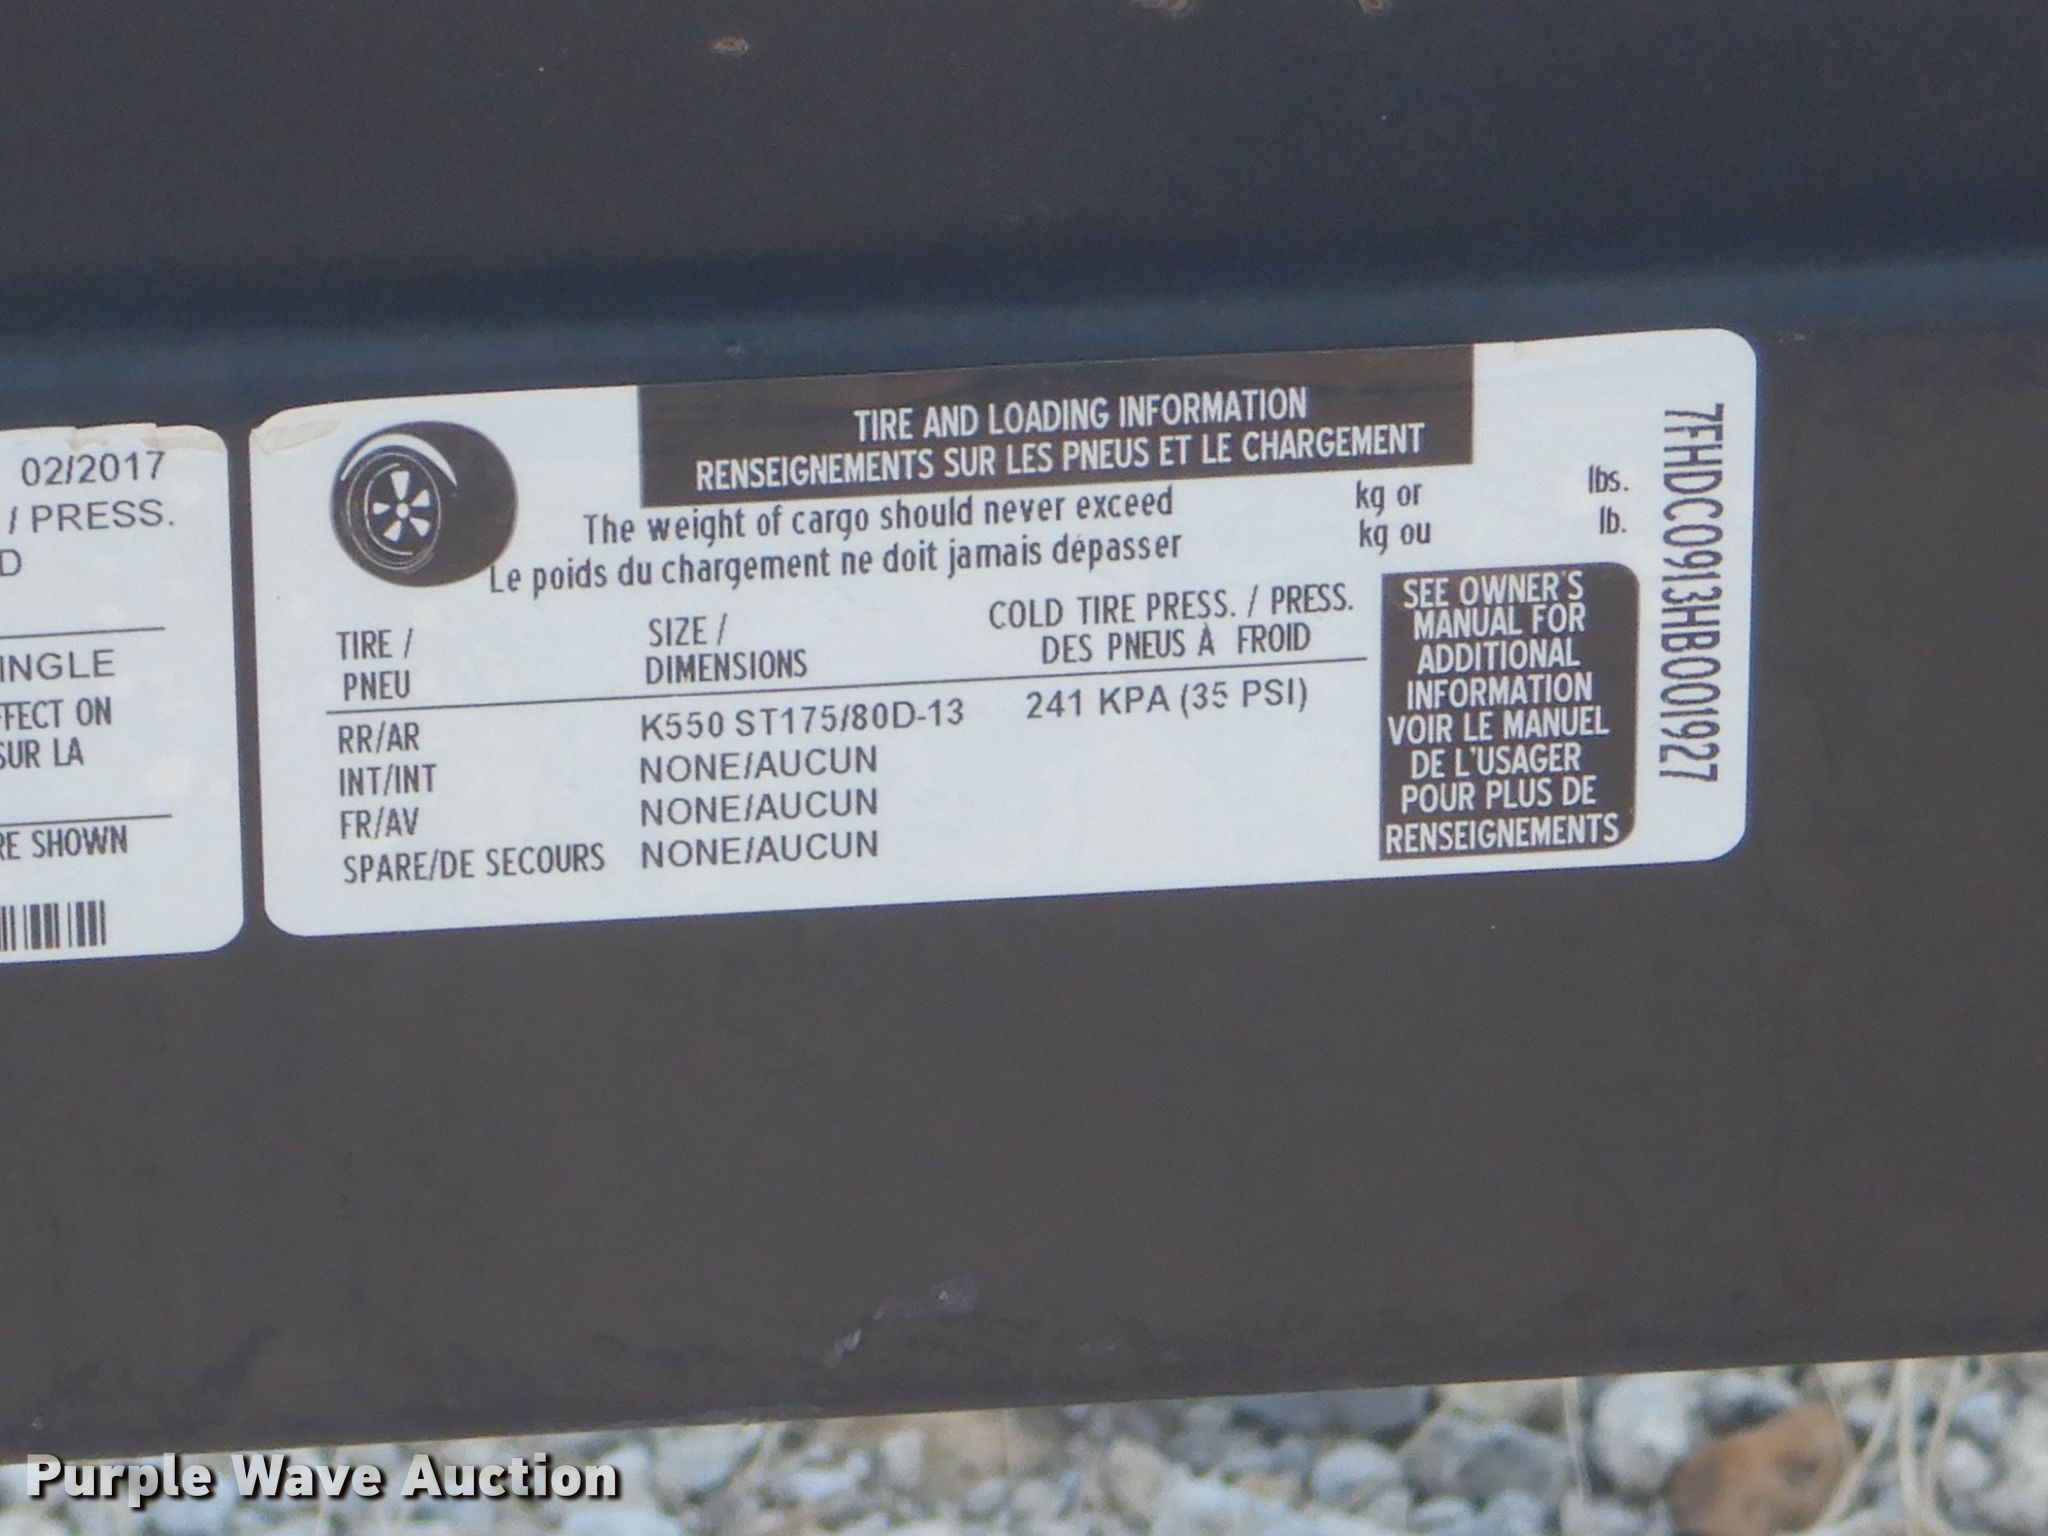 02/2017
/ PRESS.
D
INGLE
FFECT ON
SUR LA
RE SHOWN
TIRE AND LOADING INFORMATION
RENSEIGNEMENTS SUR LES PNEUS ET LE CHARGEMENT
The weight of cargo should never exceed kg or lbs.
Le poids du chargement ne doit jamais dépasser kg ou lb.
TIRE / SIZE / COLD TIRE PRESS. / PRESS.
PNEU DIMENSIONS DES PNEUS À FROID
RR/AR K550 ST175/80D-13 241 KPA (35 PSI)
INT/INT NONE/AUCUN
FR/AV NONE/AUCUN
SPARE/DE SECOURS NONE/AUCUN
SEE OWNER'S
MANUAL FOR
ADDITIONAL
INFORMATION
VOIR LE MANUEL
DE L'USAGER
POUR PLUS DE
RENSEIGNEMENTS
7FHDC0913HB001927
Purple Wave Auction